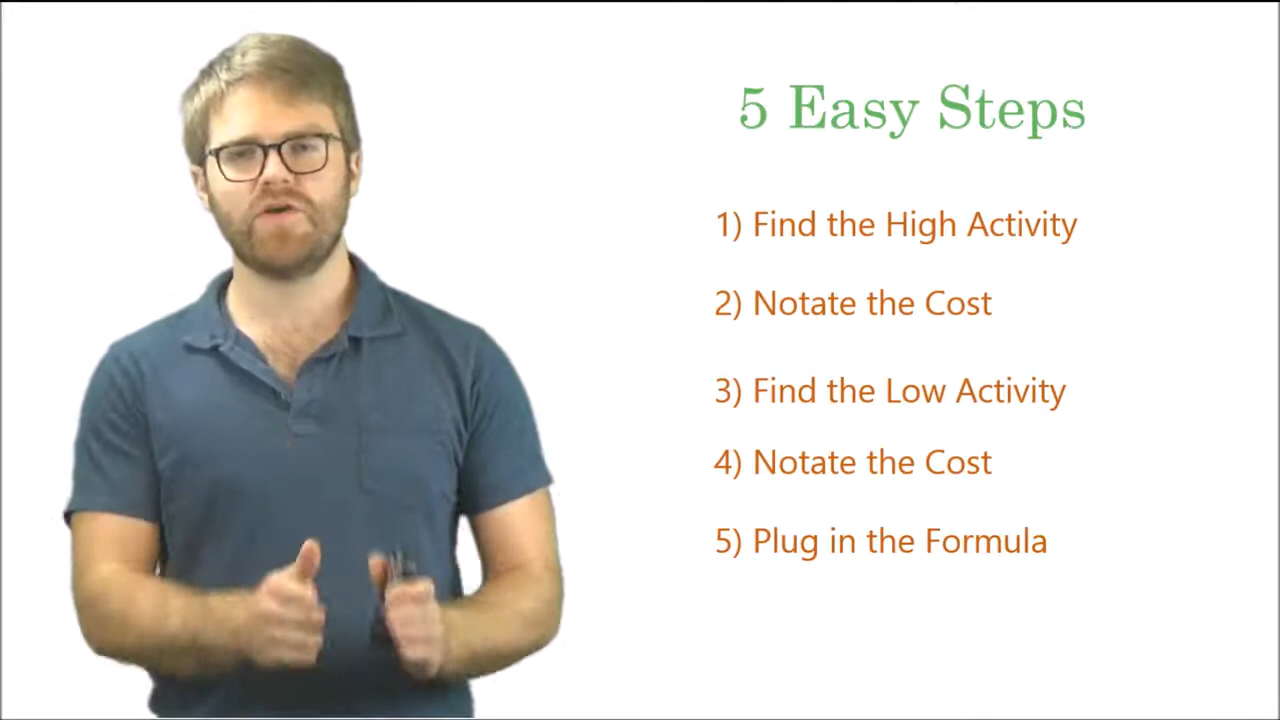 5 Easy Steps
1) Find the High Activity
2) Notate the Cost
3) Find the Low Activity
4) Notate the Cost
5) Plug in the Formula